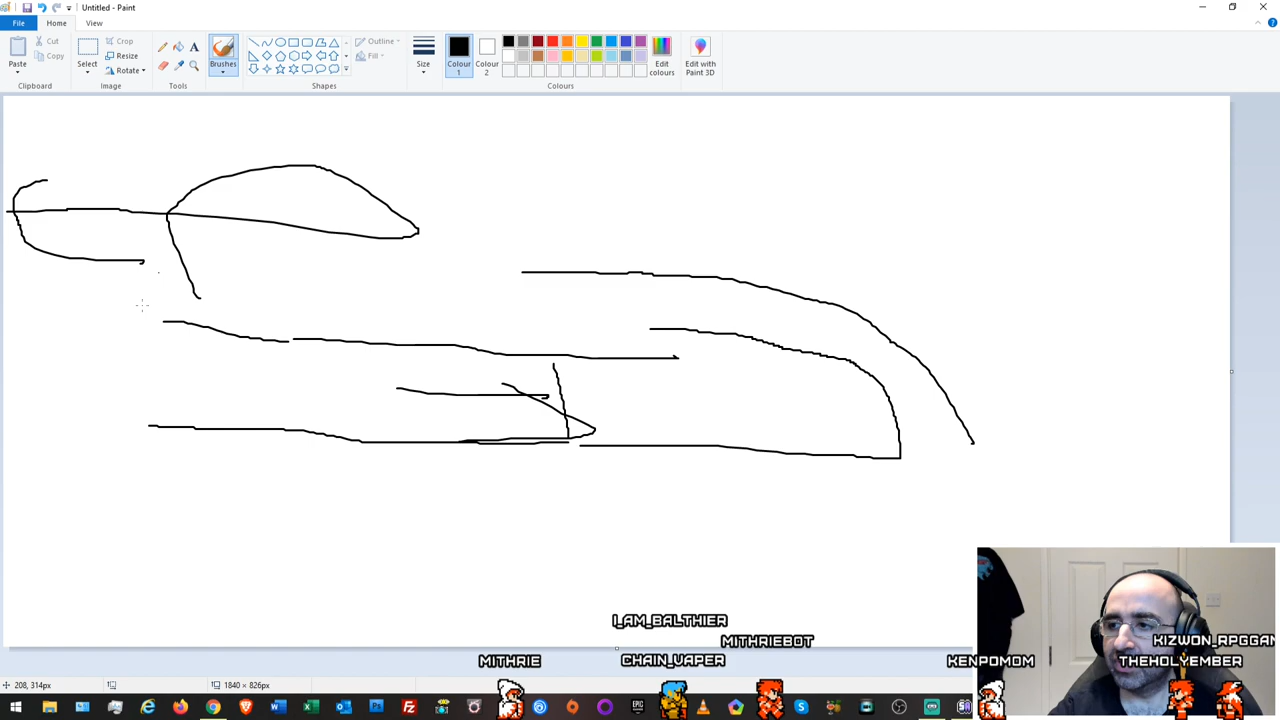 Untitled - Paint
File
Home
View
Paste
Cut
Copy
Clipboard
Select
Crop
Resize
Rotate
Image
Tools
Brushes
Shapes
Outline
Fill
Size
Colour 1
Colour 2
Edit colours
Edit with Paint 3D
Colours
I_AM_BALTHIER
MITHRIEBOT
KIZWON_RPGGAM
MITHRIE
CHAIN_VAPER
KENPOMOM
THEHOLYEMBER
208, 314px
1840 × 826px